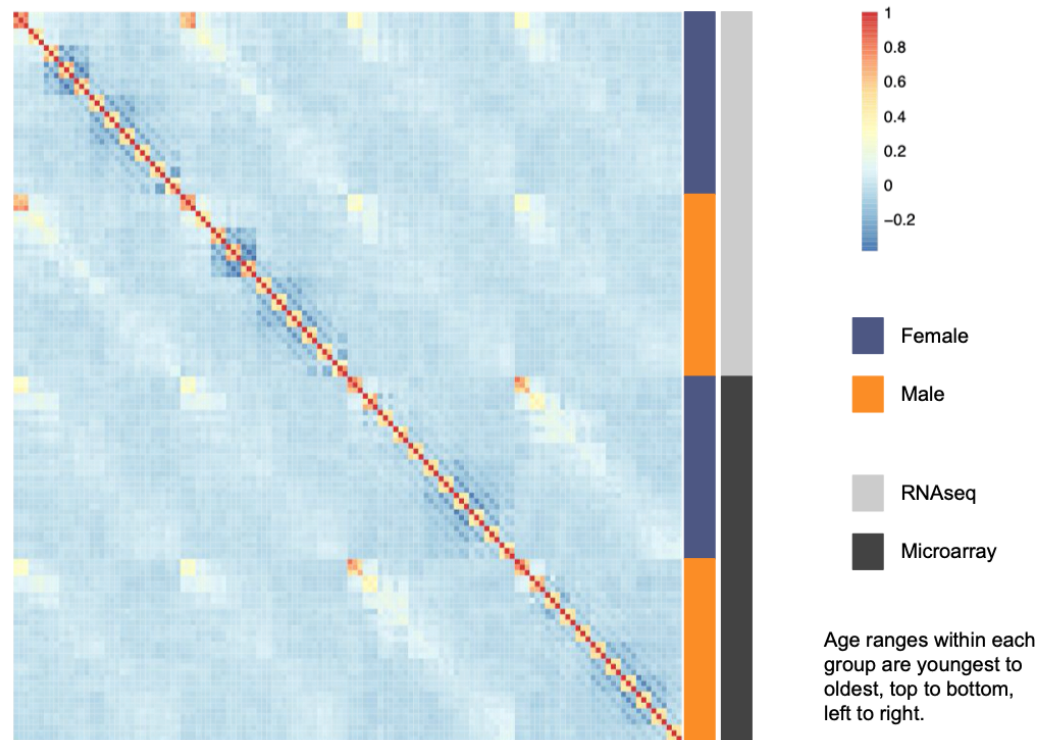 1
0.8
0.6
0.4
0.2
0
−0.2
Female
Male
RNAseq
Microarray
Age ranges within each
group are youngest to
oldest, top to bottom,
left to right.